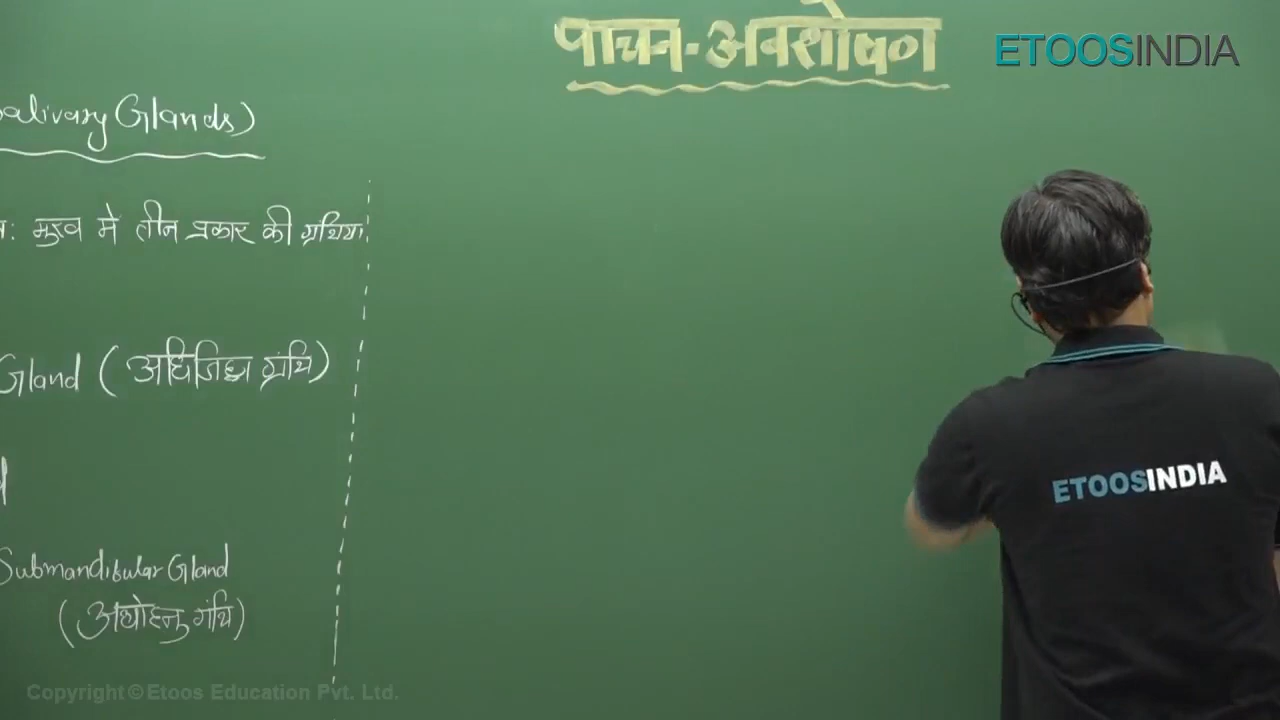 पाचन-अवशोषण
ETOOSINDIA
alivary Glands)
: मुख मे तीन प्रकार की ग्रंथिया
Gland (अधिजिह्व ग्रंथि)
Submandibular Gland
(अधोहनु ग्रंथि)
ETOOSINDIA
Copyright © Etoos Education Pvt. Ltd.